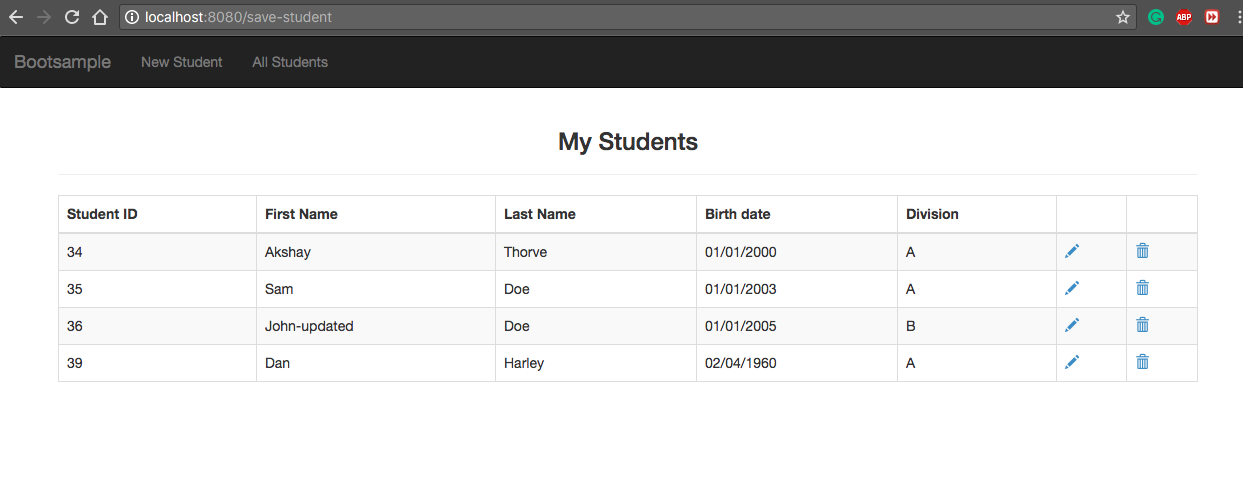 localhost:8080/save-student
ABP
Bootsample New Student All Students
My Students
Student ID First Name Last Name Birth date Division
34 Akshay Thorve 01/01/2000 A
35 Sam Doe 01/01/2003 A
36 John-updated Doe 01/01/2005 B
39 Dan Harley 02/04/1960 A